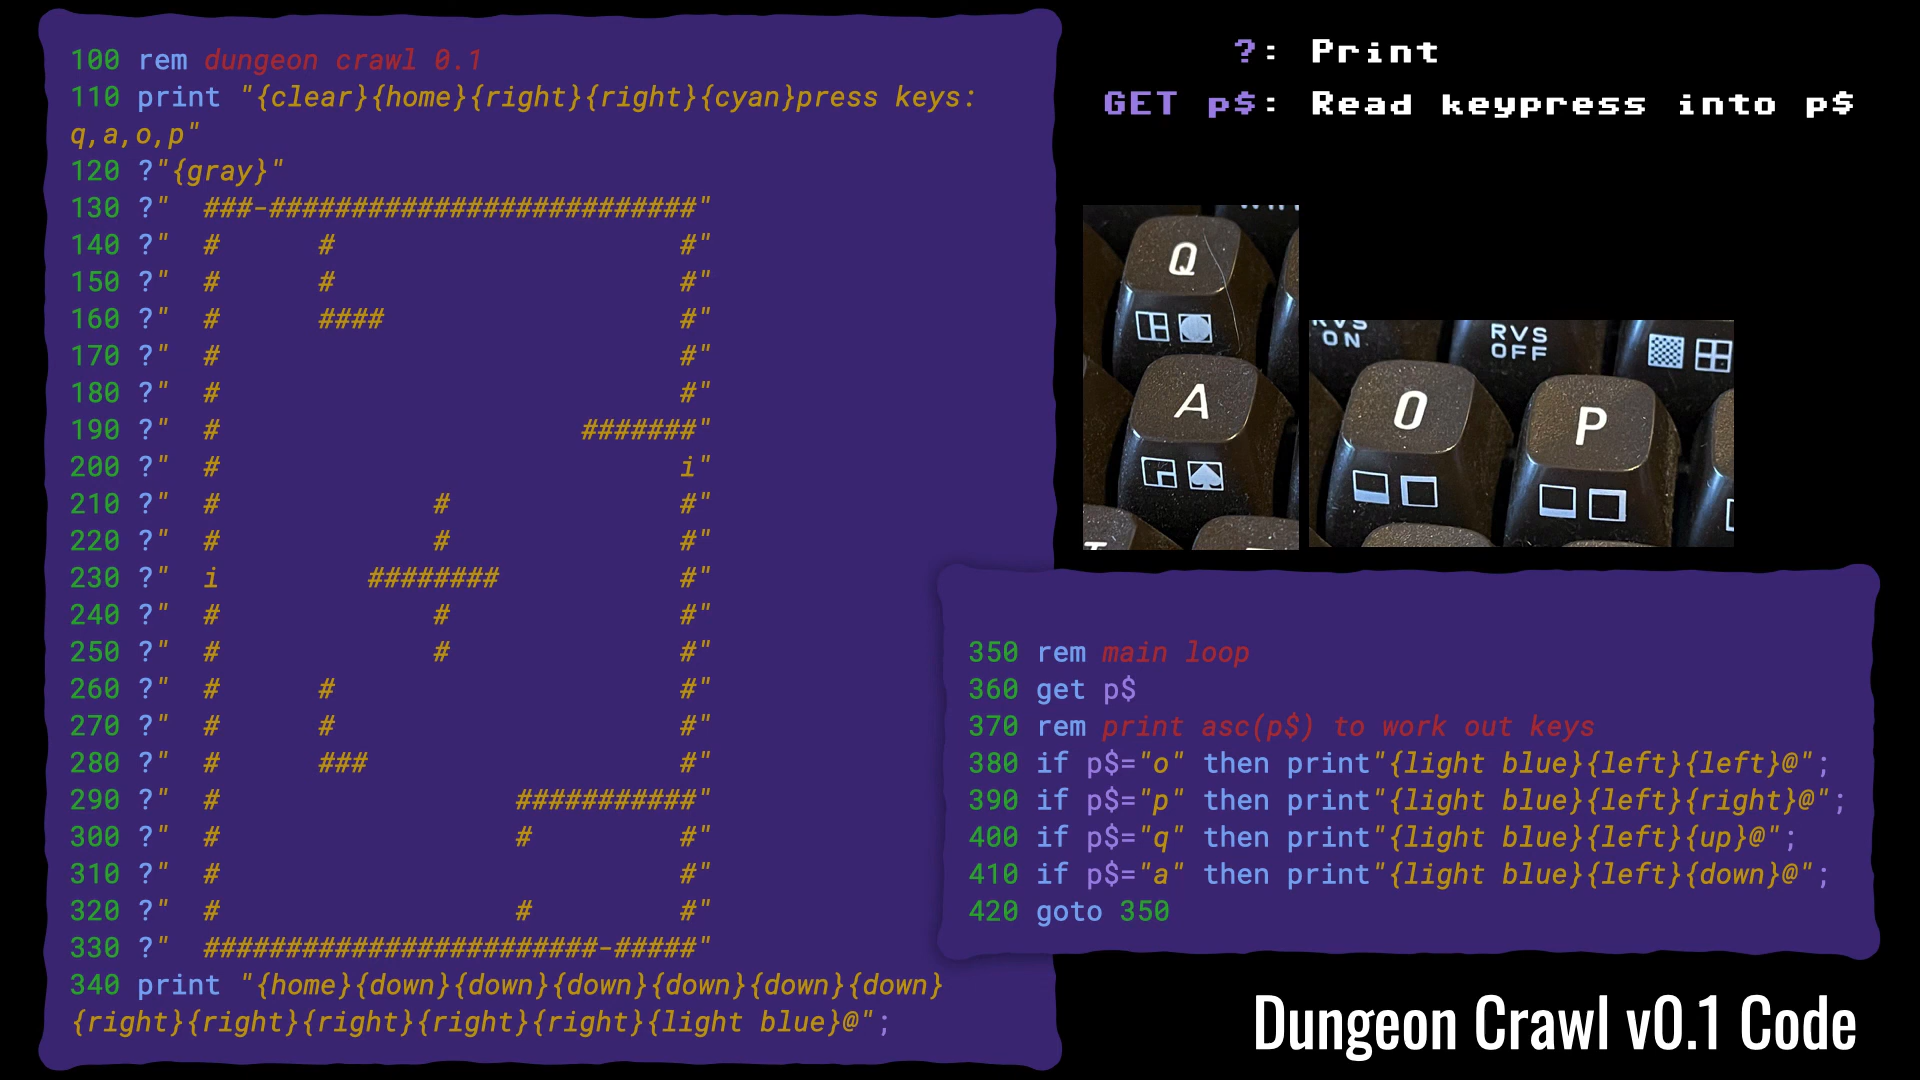 100 rem dungeon crawl 0.1
110 print "{clear}{home}{right}{right}{cyan}press keys:
q,a,o,p"
120 ?"{gray}"
130 ?"  ###-##########################"
140 ?"  #      #                     #"
150 ?"  #      #                     #"
160 ?"  #      ####                  #"
170 ?"  #                            #"
180 ?"  #                            #"
190 ?"  #                      #######"
200 ?"  #                            i"
210 ?"  #             #              #"
220 ?"  #             #              #"
230 ?"  i         ########           #"
240 ?"  #             #              #"
250 ?"  #             #              #"
260 ?"  #      #                     #"
270 ?"  #      #                     #"
280 ?"  #      ###                   #"
290 ?"  #                  ###########"
300 ?"  #                  #         #"
310 ?"  #                            #"
320 ?"  #                  #         #"
330 ?"  ########################-#####"
340 print "{home}{down}{down}{down}{down}{down}{down}
{right}{right}{right}{right}{right}{light blue}@";
?: Print
GET p$: Read keypress into p$
Q
A
RVS
ON
RVS
OFF
O
P
350 rem main loop
360 get p$
370 rem print asc(p$) to work out keys
380 if p$="o" then print"{light blue}{left}{left}@";
390 if p$="p" then print"{light blue}{left}{right}@";
400 if p$="q" then print"{light blue}{left}{up}@";
410 if p$="a" then print"{light blue}{left}{down}@";
420 goto 350
Dungeon Crawl v0.1 Code